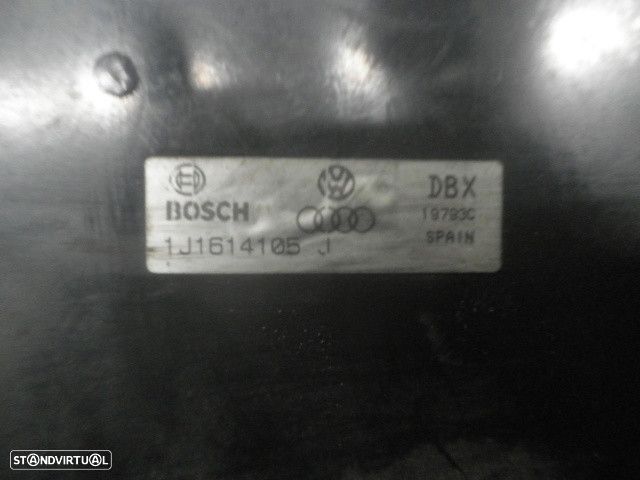 BOSCH
DBX
19793C
1J1614105 J
SPAIN
STANDVIRTUAL